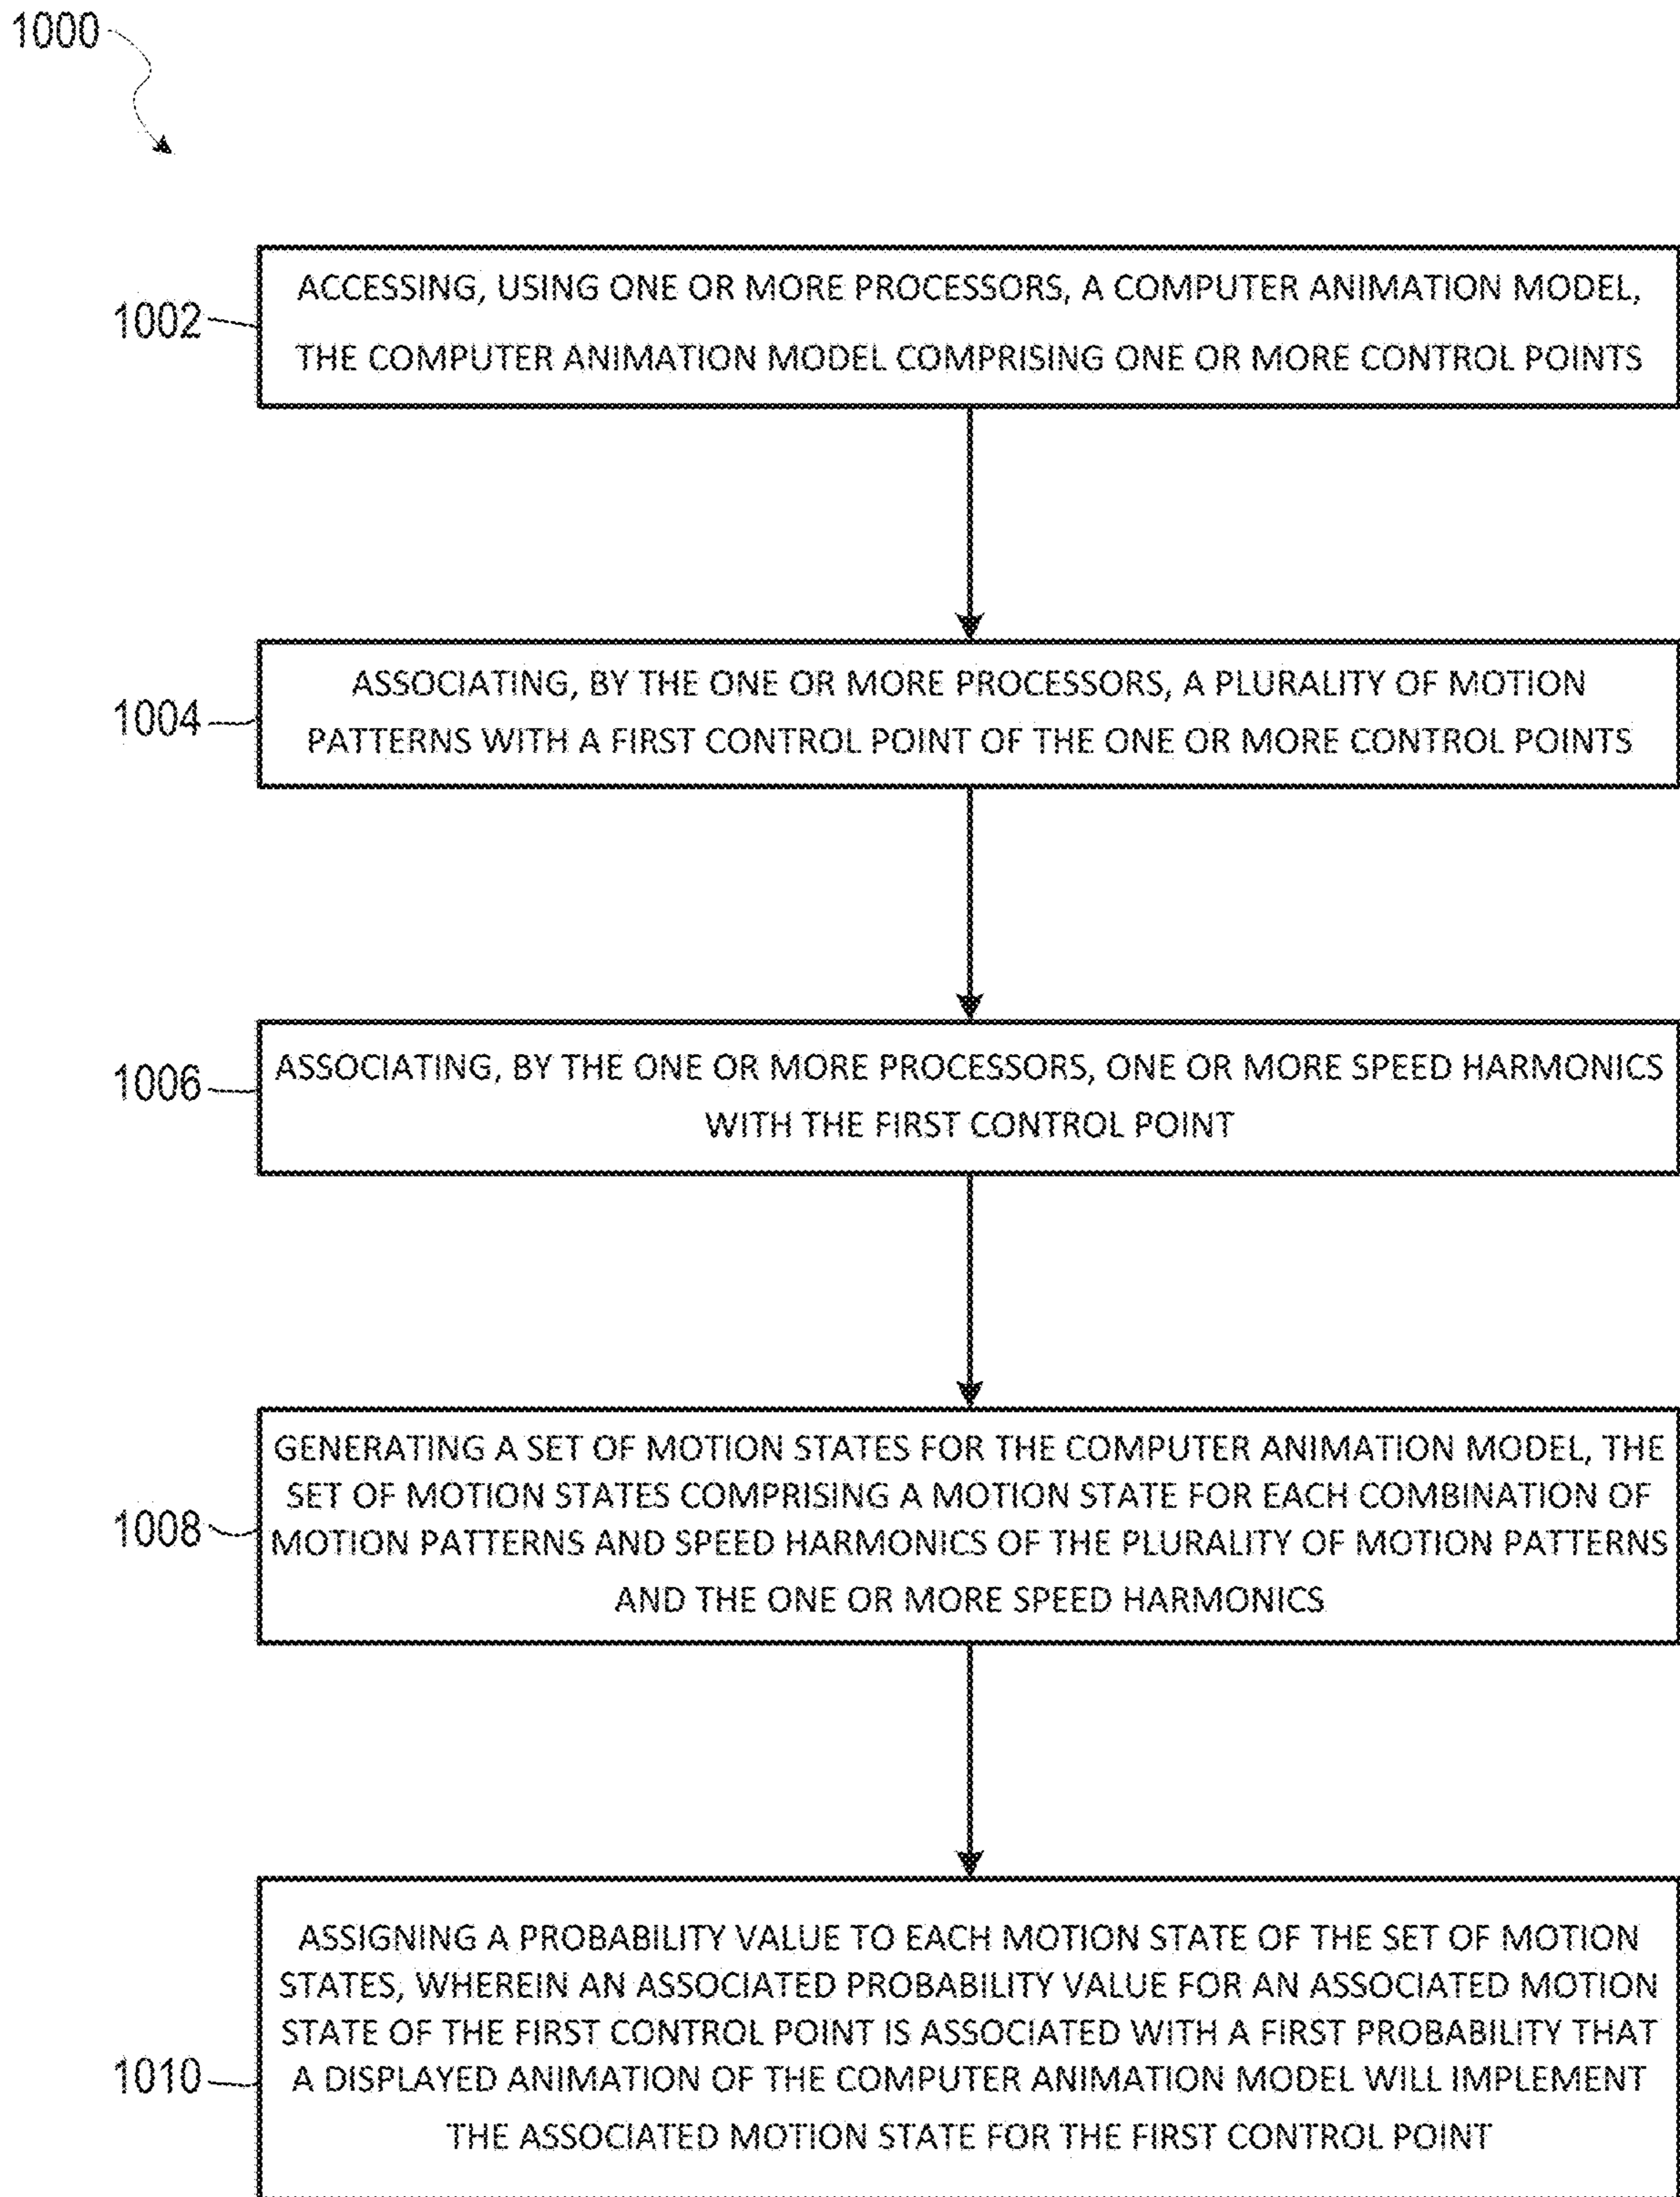 1000
1002
ACCESSING, USING ONE OR MORE PROCESSORS, A COMPUTER ANIMATION MODEL,
THE COMPUTER ANIMATION MODEL COMPRISING ONE OR MORE CONTROL POINTS
1004
ASSOCIATING, BY THE ONE OR MORE PROCESSORS, A PLURALITY OF MOTION
PATTERNS WITH A FIRST CONTROL POINT OF THE ONE OR MORE CONTROL POINTS
1006
ASSOCIATING, BY THE ONE OR MORE PROCESSORS, ONE OR MORE SPEED HARMONICS
WITH THE FIRST CONTROL POINT
1008
GENERATING A SET OF MOTION STATES FOR THE COMPUTER ANIMATION MODEL, THE
SET OF MOTION STATES COMPRISING A MOTION STATE FOR EACH COMBINATION OF
MOTION PATTERNS AND SPEED HARMONICS OF THE PLURALITY OF MOTION PATTERNS
AND THE ONE OR MORE SPEED HARMONICS
1010
ASSIGNING A PROBABILITY VALUE TO EACH MOTION STATE OF THE SET OF MOTION
STATES, WHEREIN AN ASSOCIATED PROBABILITY VALUE FOR AN ASSOCIATED MOTION
STATE OF THE FIRST CONTROL POINT IS ASSOCIATED WITH A FIRST PROBABILITY THAT
A DISPLAYED ANIMATION OF THE COMPUTER ANIMATION MODEL WILL IMPLEMENT
THE ASSOCIATED MOTION STATE FOR THE FIRST CONTROL POINT